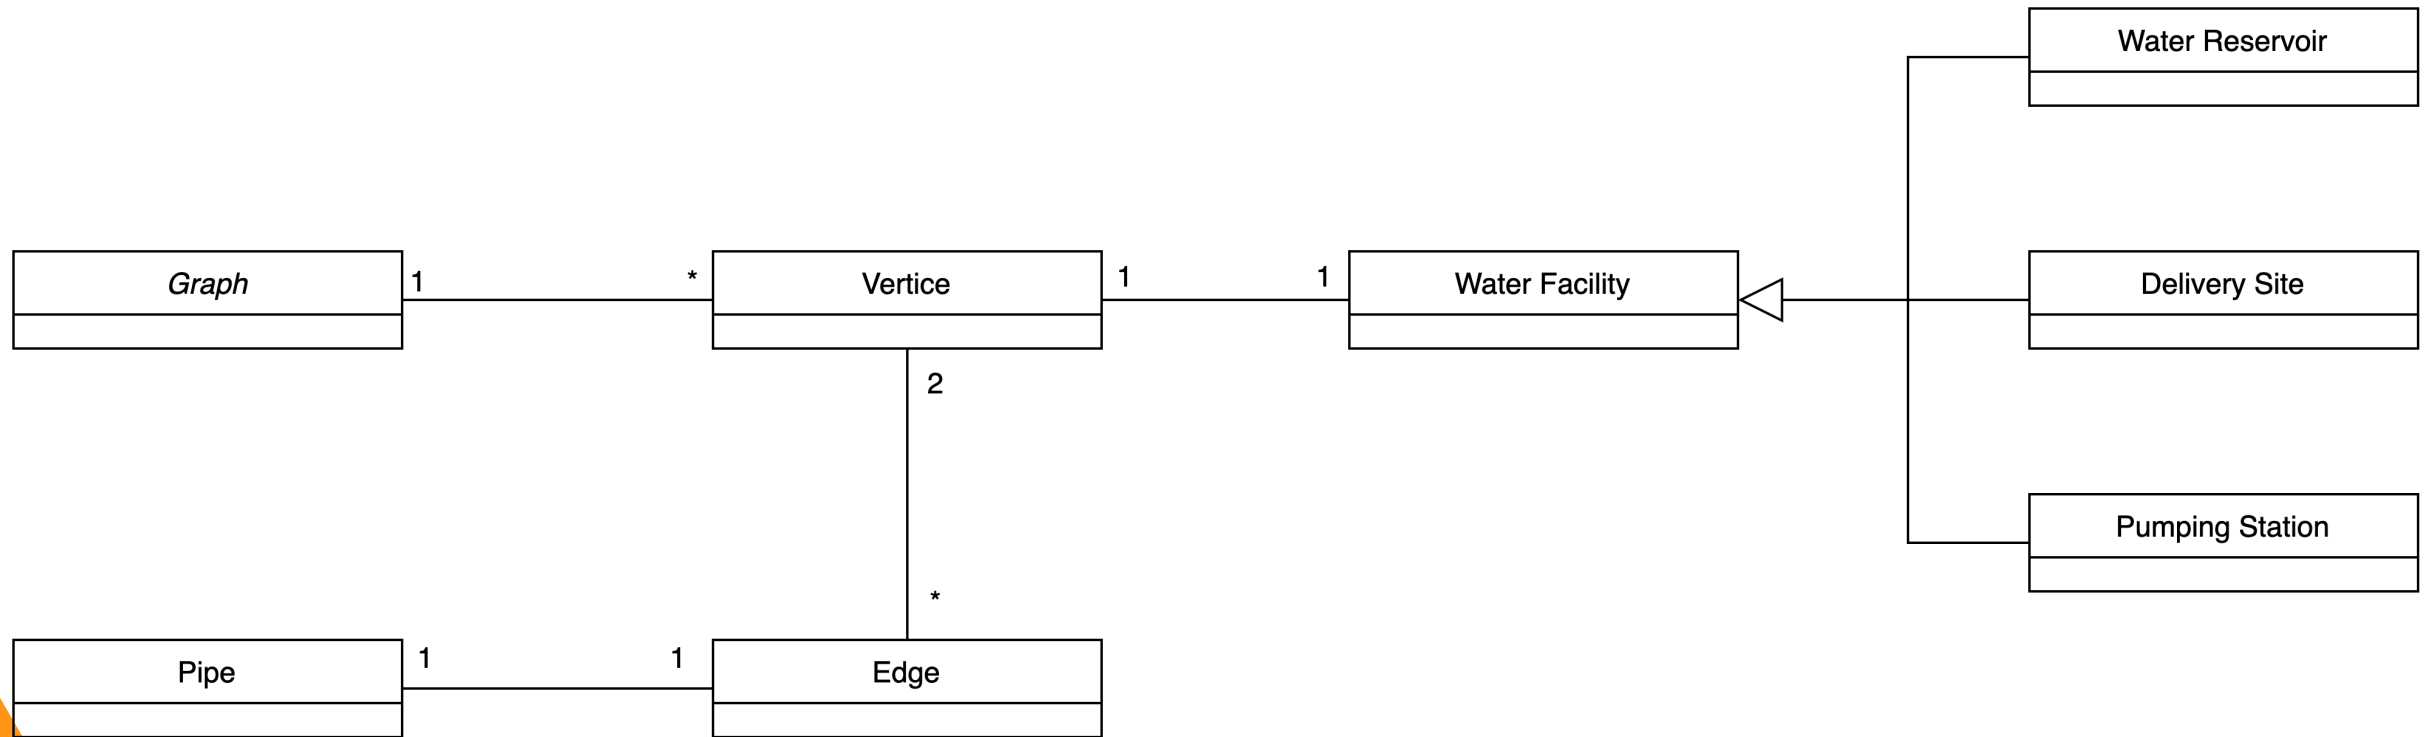 Water Reservoir
Graph
1
*
Vertice
1
1
Water Facility
Delivery Site
2
Pumping Station
*
Pipe
1
1
Edge